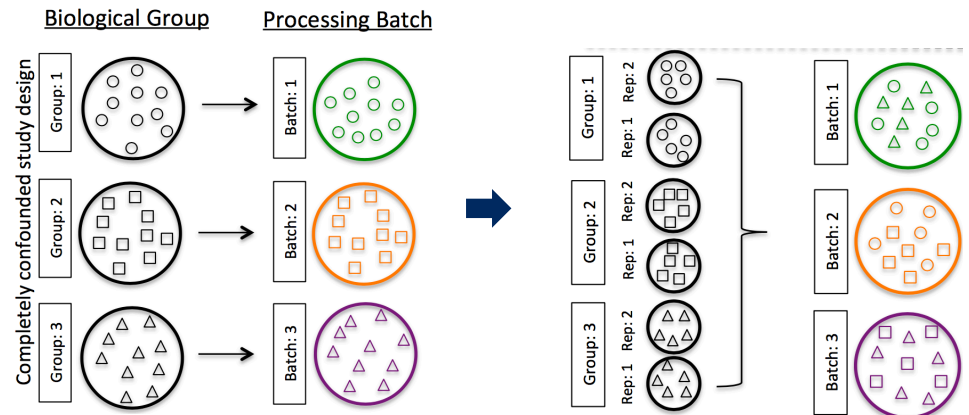 Biological Group
Processing Batch
Completely confounded study design
Group: 1
Batch: 1
Group: 2
Batch: 2
Group: 3
Batch: 3
Group: 1
Rep: 2
Rep: 1
Batch: 1
Group: 2
Rep: 2
Rep: 1
Batch: 2
Group: 3
Rep: 2
Rep: 1
Batch: 3